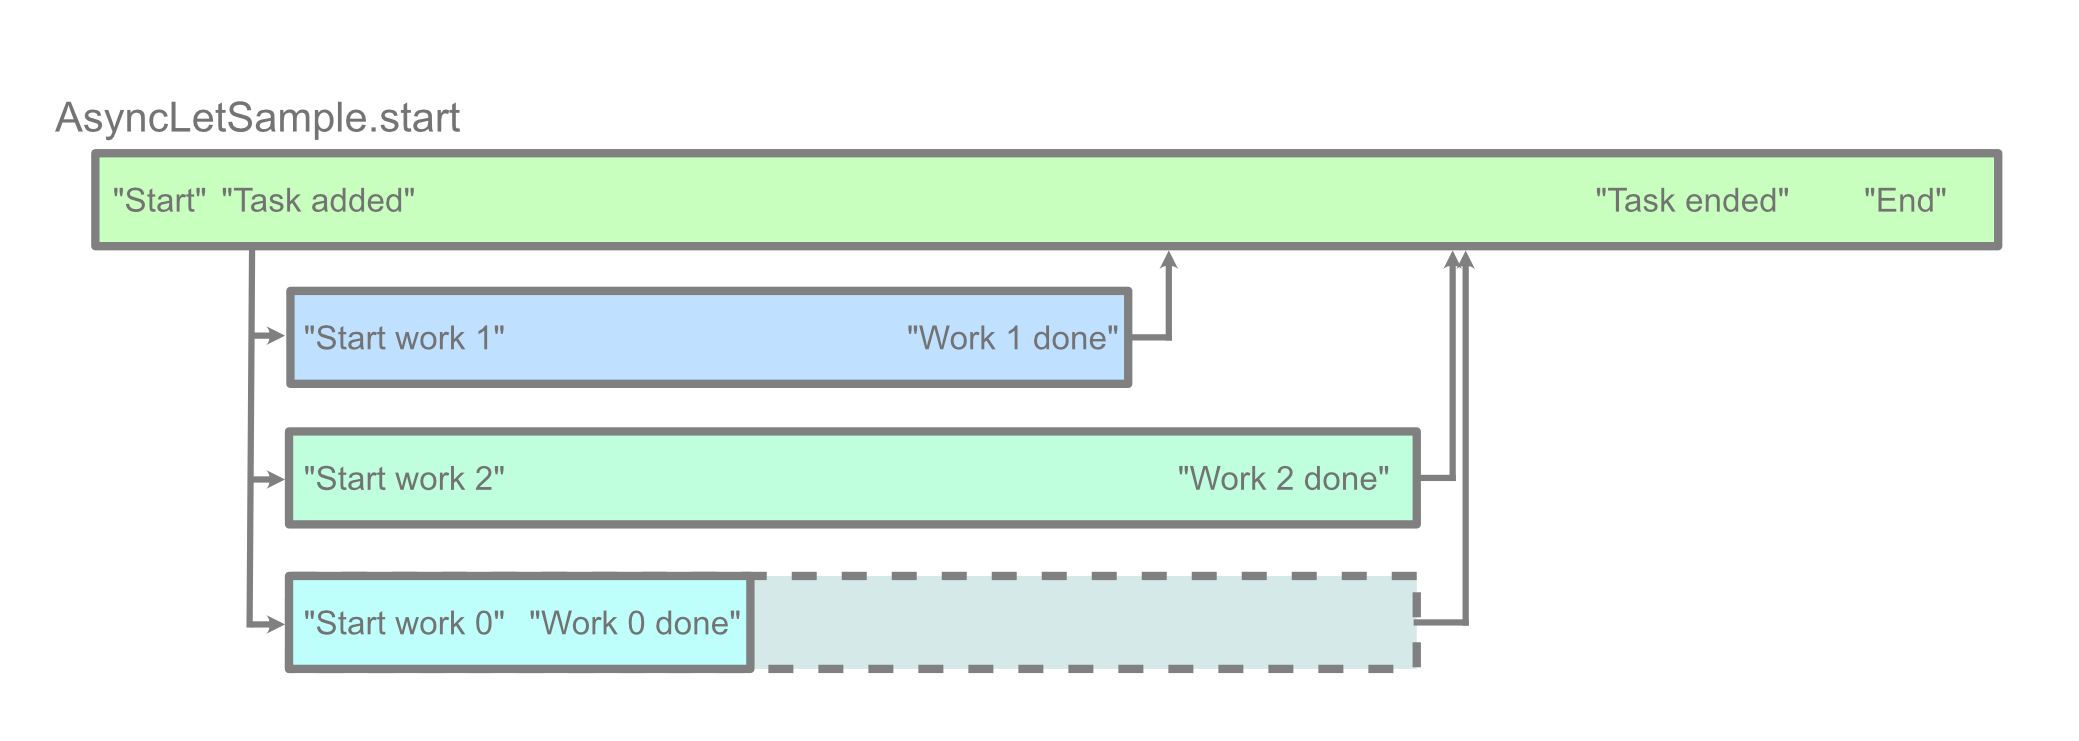 AsyncLetSample.start
"Start" "Task added" "Task ended" "End"
"Start work 1" "Work 1 done"
"Start work 2" "Work 2 done"
"Start work 0" "Work 0 done"